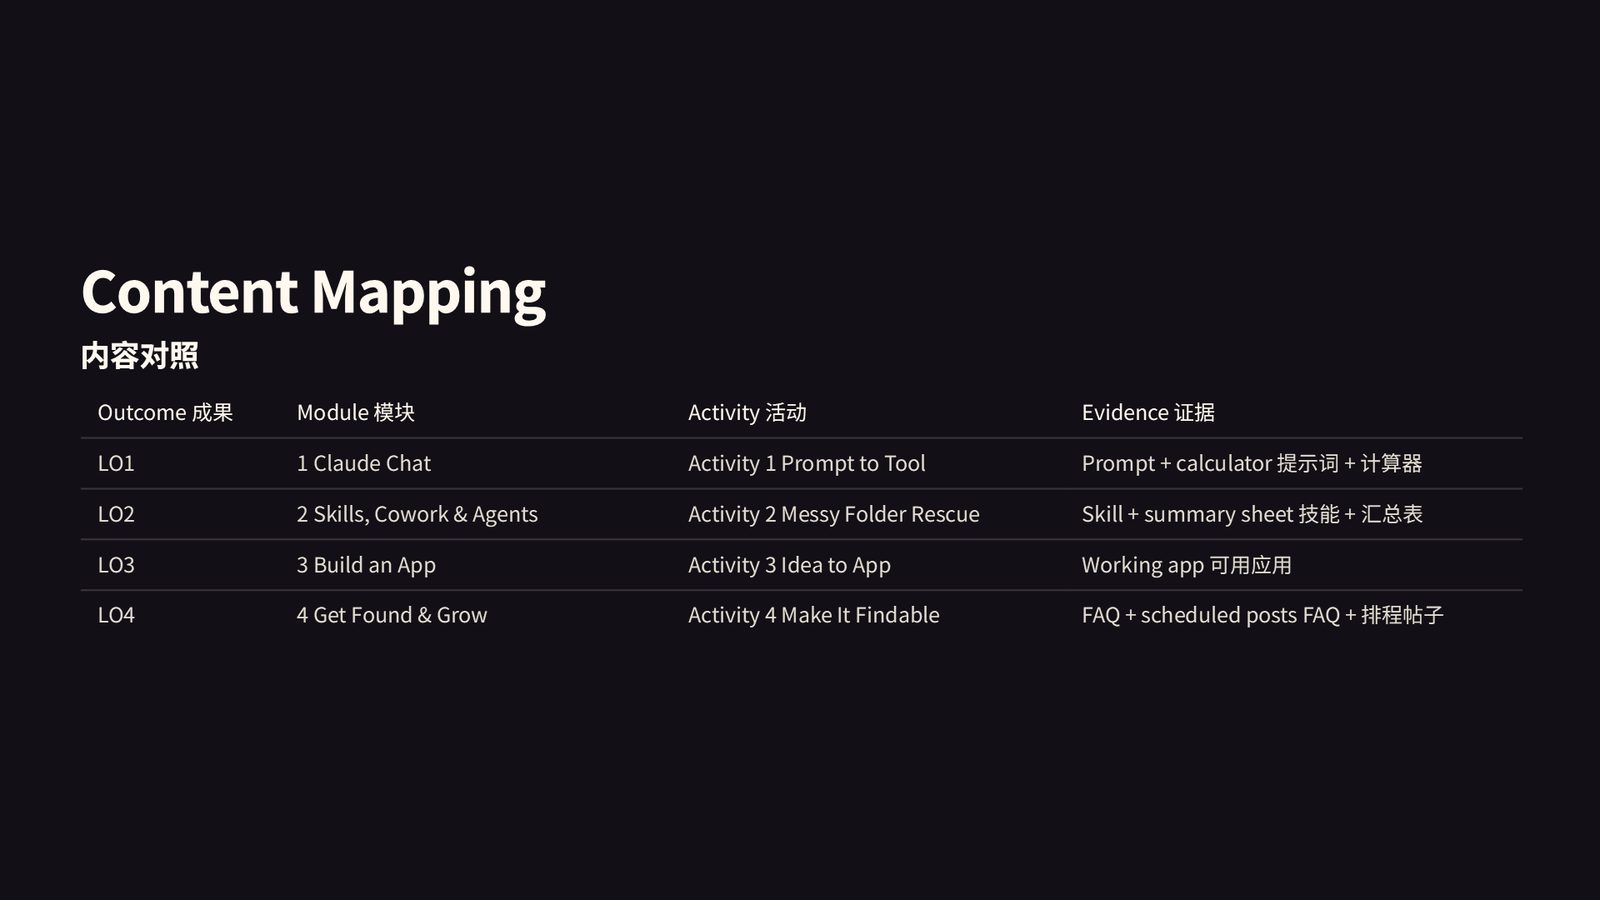 Content Mapping
内容对照
Outcome 成果 Module 模块 Activity 活动 Evidence 证据
LO1 1 Claude Chat Activity 1 Prompt to Tool Prompt + calculator 提示词 + 计算器
LO2 2 Skills, Cowork & Agents Activity 2 Messy Folder Rescue Skill + summary sheet 技能 + 汇总表
LO3 3 Build an App Activity 3 Idea to App Working app 可用应用
LO4 4 Get Found & Grow Activity 4 Make It Findable FAQ + scheduled posts FAQ + 排程帖子